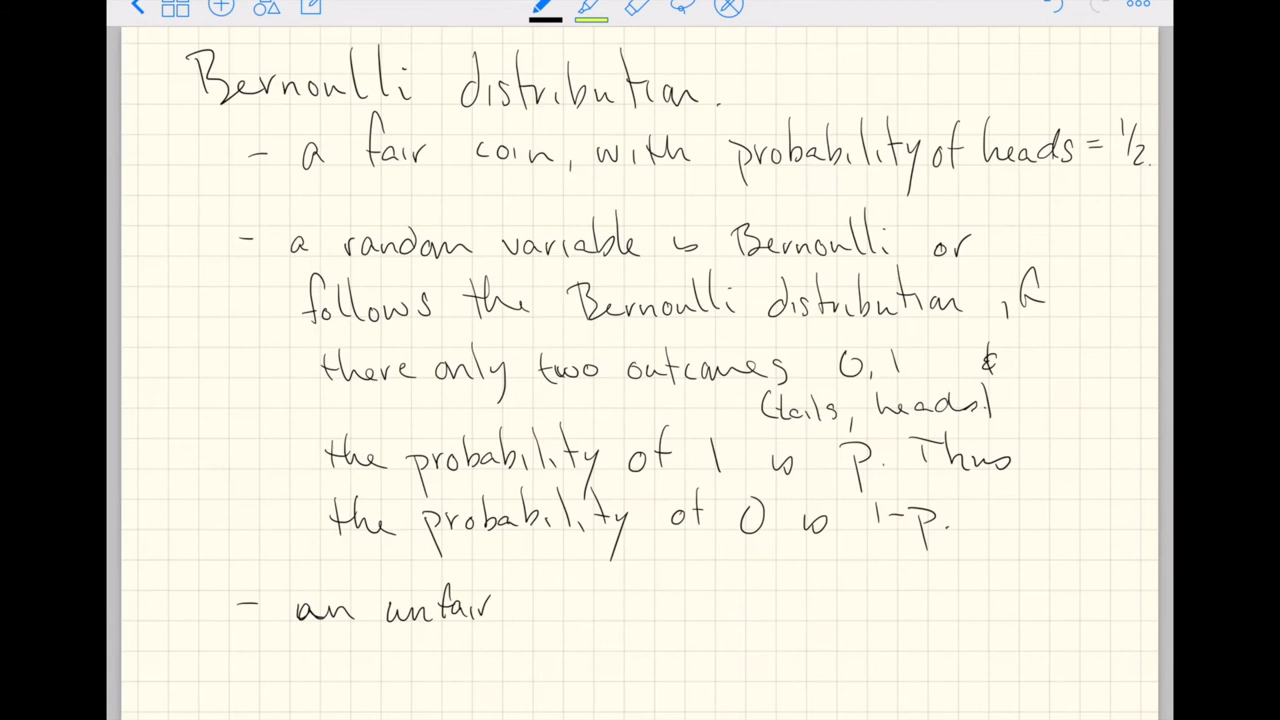 Bernoulli distribution.
- a fair coin, with probability of heads = 1/2.
- a random variable is Bernoulli or
follows the Bernoulli distribution, if
there only two outcomes 0,1 &
(tails, heads)
the probability of 1 is p. Thus
the probability of 0 is 1-p.
- an unfair